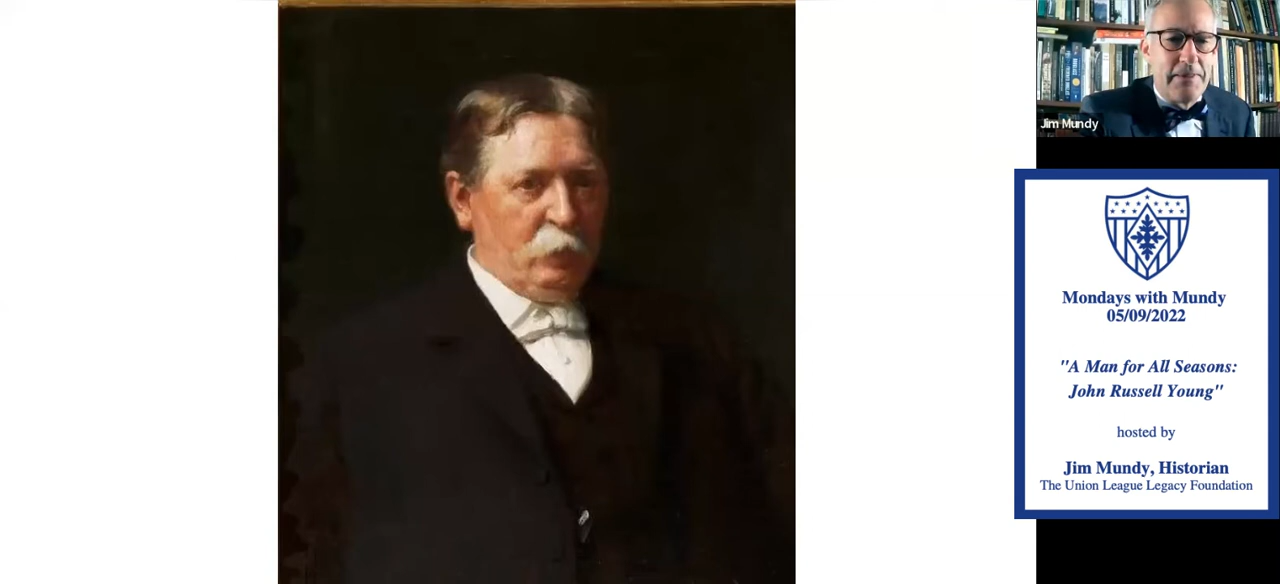 Jim Mundy
Mondays with Mundy
05/09/2022
"A Man for All Seasons:
John Russell Young"
hosted by
Jim Mundy, Historian
The Union League Legacy Foundation